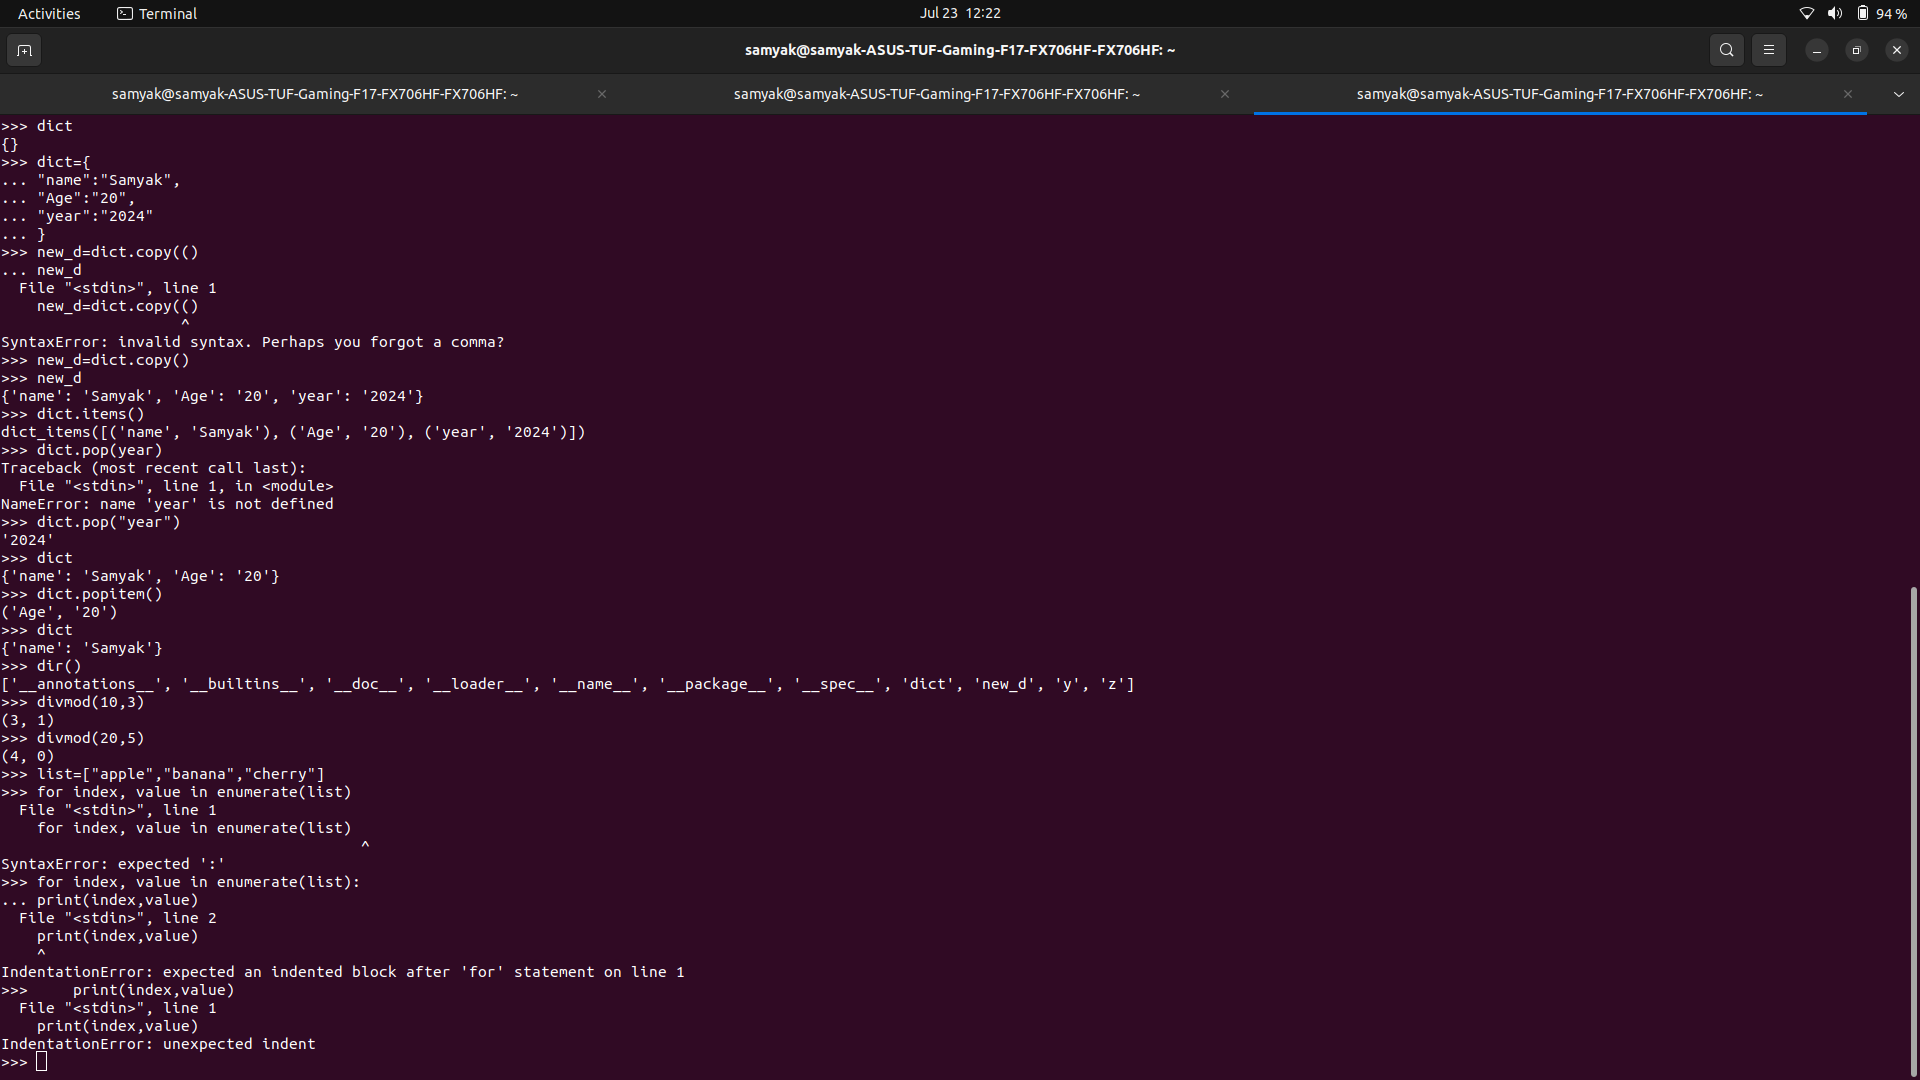 Activities Terminal Jul 23 12:22 94 %
samyak@samyak-ASUS-TUF-Gaming-F17-FX706HF-FX706HF: ~
samyak@samyak-ASUS-TUF-Gaming-F17-FX706HF-FX706HF: ~ samyak@samyak-ASUS-TUF-Gaming-F17-FX706HF-FX706HF: ~ samyak@samyak-ASUS-TUF-Gaming-F17-FX706HF-FX706HF: ~
>>> dict
{}
>>> dict={
... "name":"Samyak",
... "Age":"20",
... "year":"2024"
... }
>>> new_d=dict.copy(()
... new_d
  File "<stdin>", line 1
    new_d=dict.copy(()
                    ^
SyntaxError: invalid syntax. Perhaps you forgot a comma?
>>> new_d=dict.copy()
>>> new_d
{'name': 'Samyak', 'Age': '20', 'year': '2024'}
>>> dict.items()
dict_items([('name', 'Samyak'), ('Age', '20'), ('year', '2024')])
>>> dict.pop(year)
Traceback (most recent call last):
  File "<stdin>", line 1, in <module>
NameError: name 'year' is not defined
>>> dict.pop("year")
'2024'
>>> dict
{'name': 'Samyak', 'Age': '20'}
>>> dict.popitem()
('Age', '20')
>>> dict
{'name': 'Samyak'}
>>> dir()
['__annotations__', '__builtins__', '__doc__', '__loader__', '__name__', '__package__', '__spec__', 'dict', 'new_d', 'y', 'z']
>>> divmod(10,3)
(3, 1)
>>> divmod(20,5)
(4, 0)
>>> list=["apple","banana","cherry"]
>>> for index, value in enumerate(list)
  File "<stdin>", line 1
    for index, value in enumerate(list)
                                        ^
SyntaxError: expected ':'
>>> for index, value in enumerate(list):
... print(index,value)
  File "<stdin>", line 2
    print(index,value)
    ^
IndentationError: expected an indented block after 'for' statement on line 1
>>>     print(index,value)
  File "<stdin>", line 1
    print(index,value)
IndentationError: unexpected indent
>>>